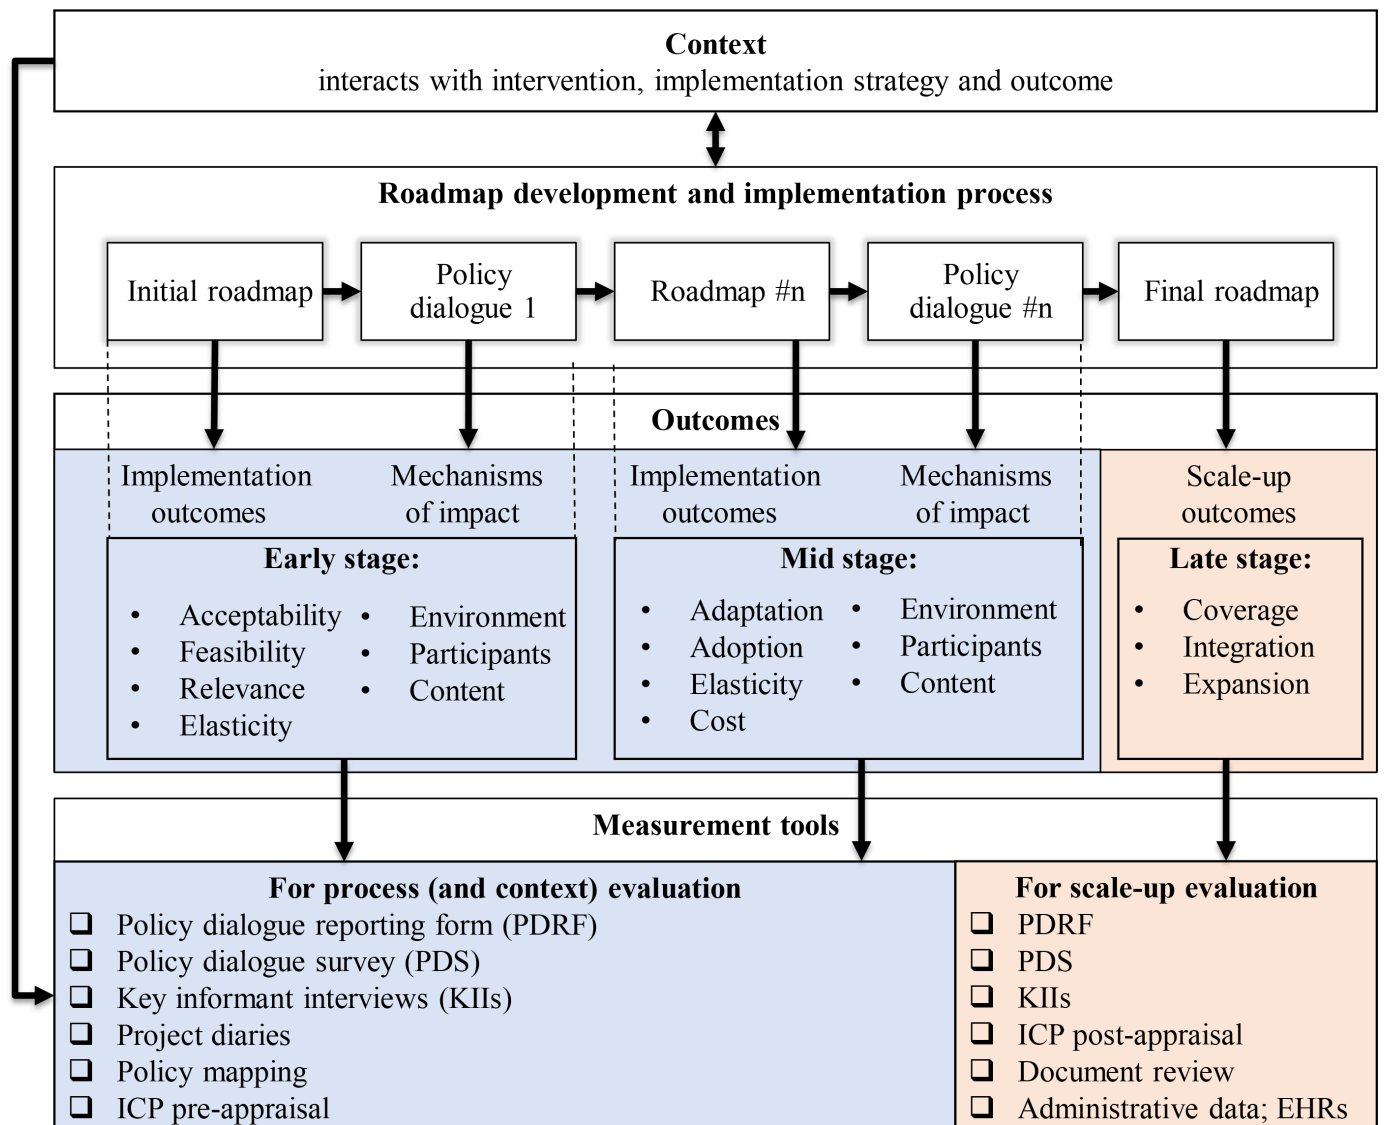 Context
interacts with intervention, implementation strategy and outcome
Roadmap development and implementation process
Initial roadmap
Policy
dialogue 1
Roadmap #n
Policy
dialogue #n
Final roadmap
Outcomes
Implementation
outcomes
Mechanisms
of impact
Implementation
outcomes
Mechanisms
of impact
Scale-up
outcomes
Early stage:
• Acceptability
• Feasibility
• Relevance
• Elasticity
• Environment
• Participants
• Content
Mid stage:
• Adaptation
• Adoption
• Elasticity
• Cost
• Environment
• Participants
• Content
Late stage:
• Coverage
• Integration
• Expansion
Measurement tools
For process (and context) evaluation
❑ Policy dialogue reporting form (PDRF)
❑ Policy dialogue survey (PDS)
❑ Key informant interviews (KIIs)
❑ Project diaries
❑ Policy mapping
❑ ICP pre-appraisal
For scale-up evaluation
❑ PDRF
❑ PDS
❑ KIIs
❑ ICP post-appraisal
❑ Document review
❑ Administrative data; EHRs